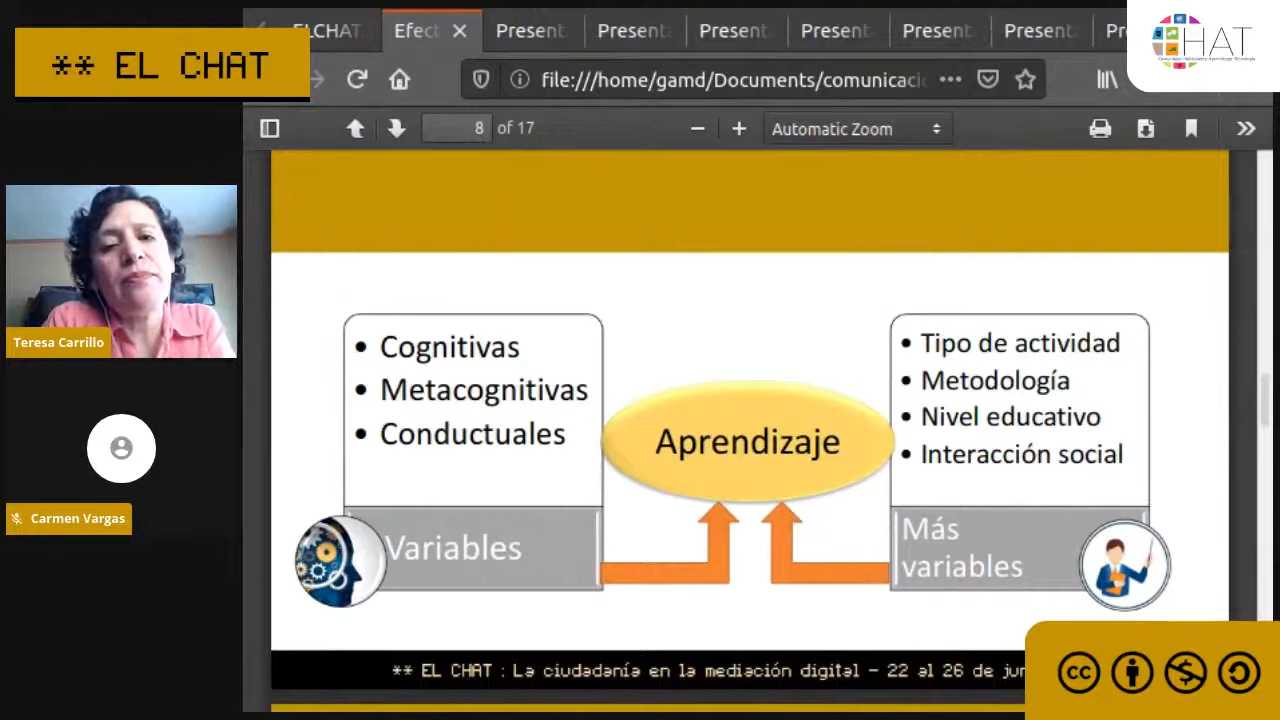 ** EL CHAT
ELCHAT
Efect
Present
Present
Present
Present
Present
Present
Pr
HAT
file:///home/gamd/Documents/comunicaci
8 of 17
Automatic Zoom
• Cognitivas
• Metacognitivas
• Conductuales
Variables
Aprendizaje
• Tipo de actividad
• Metodología
• Nivel educativo
• Interacción social
Más
variables
Teresa Carrillo
Carmen Vargas
** EL CHAT : La ciudadanía en la mediación digital – 22 al 26 de jun
cc